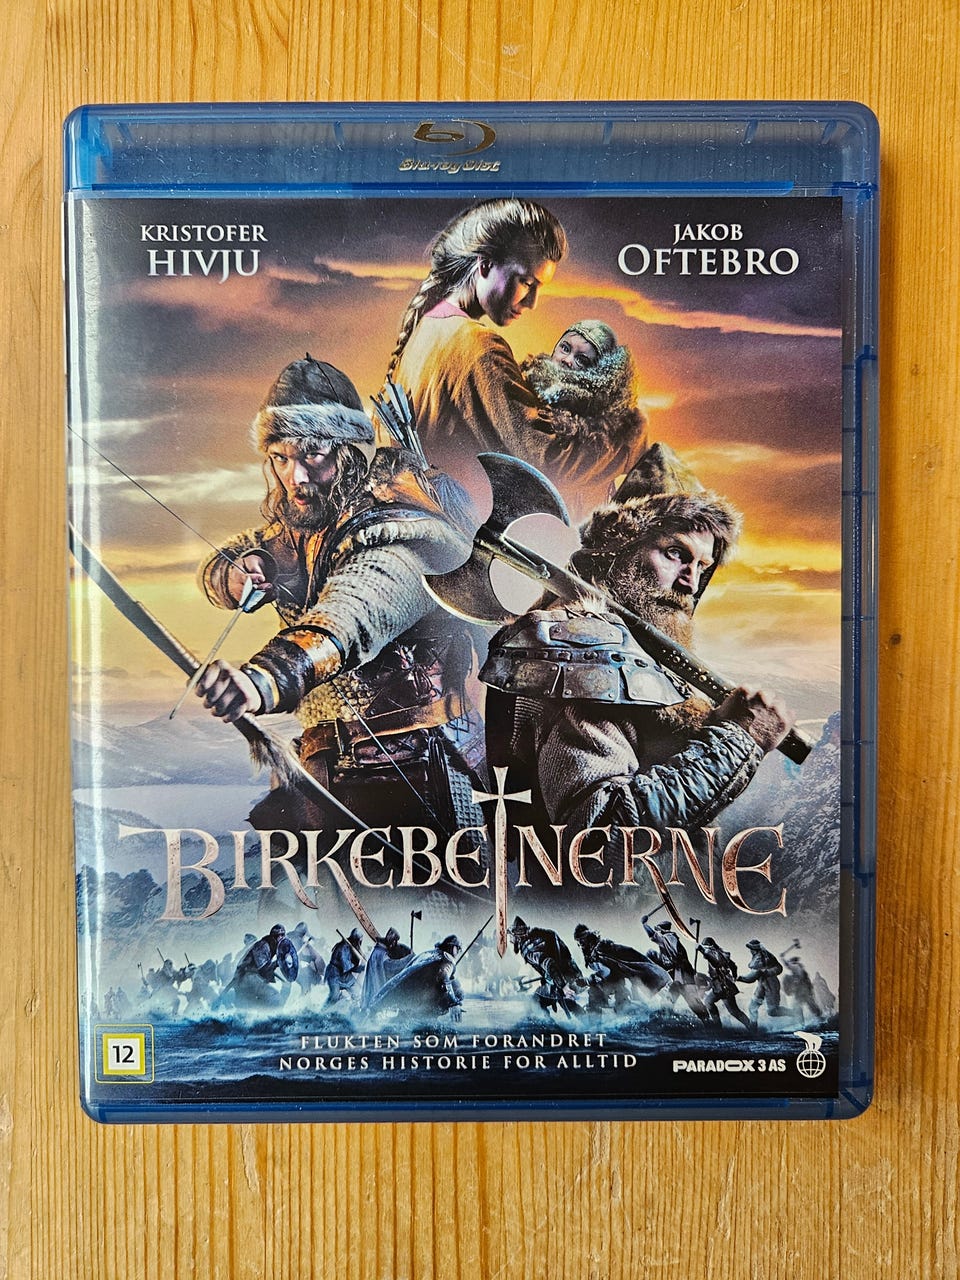 Blu-ray Disc
KRISTOFER
HIVJU
JAKOB
OFTEBRO
BIRKEBEINERNE
FLUKTEN SOM FORANDRET
NORGES HISTORIE FOR ALLTID
12
PARADOX 3 AS